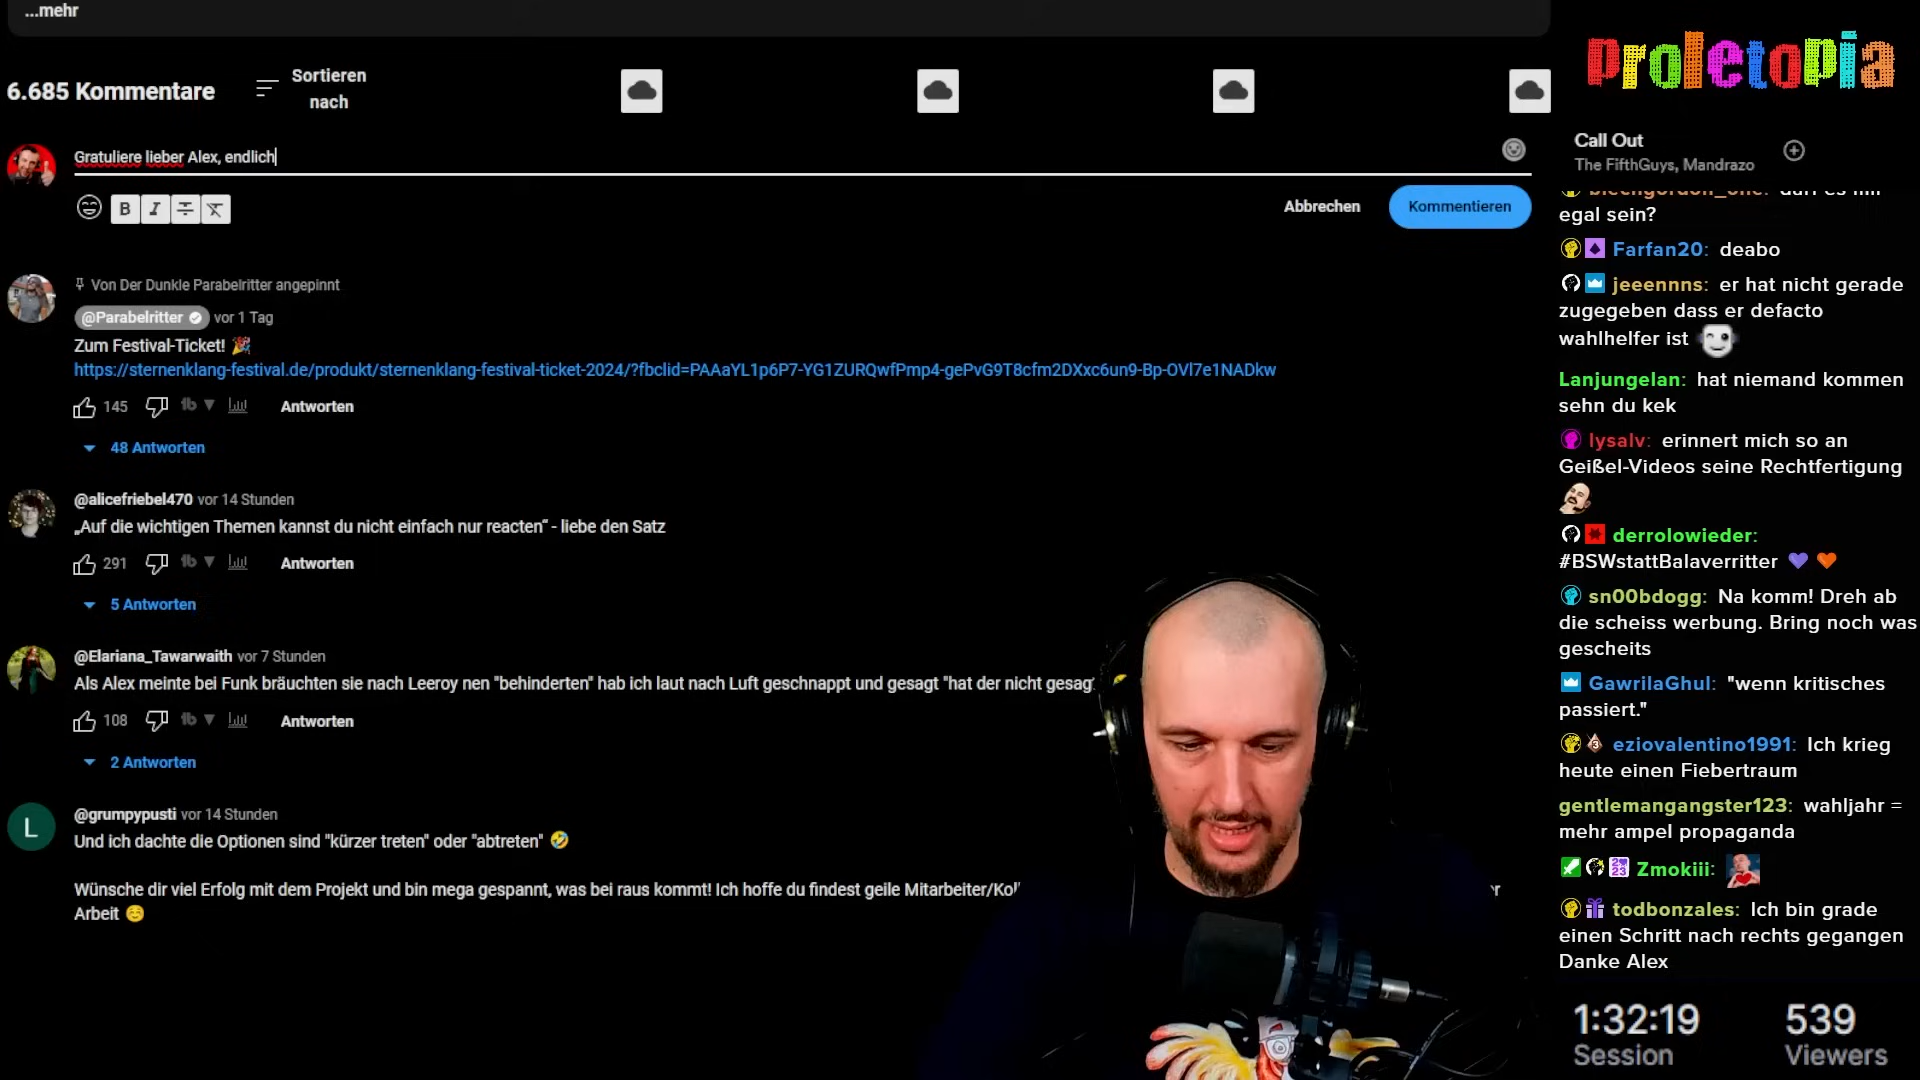 ...mehr
6.685 Kommentare
Sortieren
nach
Gratuliere lieber Alex, endlich
B I
Abbrechen
Kommentieren
Von Der Dunkle Parabelritter angepinnt
@Parabelritter vor 1 Tag
Zum Festival-Ticket! 🎉
https://sternenklang-festival.de/produkt/sternenklang-festival-ticket-2024/?fbclid=PAAaYL1p6P7-YG1ZURQwfPmp4-gePvG9T8cfm2DXxc6un9-Bp-OVl7e1NADkw
145 Antworten
48 Antworten
@alicefriebel470 vor 14 Stunden
„Auf die wichtigen Themen kannst du nicht einfach nur reacten“ - liebe den Satz
291 Antworten
5 Antworten
@Elariana_Tawarwaith vor 7 Stunden
Als Alex meinte bei Funk bräuchten sie nach Leeroy nen "behinderten" hab ich laut nach Luft geschnappt und gesagt "hat der nicht
108 Antworten
2 Antworten
L
@grumpypusti vor 14 Stunden
Und ich dachte die Optionen sind "kürzer treten" oder "abtreten" 🤣
Wünsche dir viel Erfolg mit dem Projekt und bin mega gespannt, was bei raus kommt! Ich hoffe du findest geile
Arbeit ☺️
Proletopia
Call Out
The FifthGuys, Mandrazo
egal sein?
Farfan20: deabo
jeeennns: er hat nicht gerade
zugegeben dass er defacto
wahlhelfer ist
Lanjungelan: hat niemand kommen
sehn du kek
lysalv: erinnert mich so an
Geißel-Videos seine Rechtfertigung
derrolowieder:
#BSWstattBalaverritter 💜 🧡
sn00bdogg: Na komm! Dreh ab
die scheiss werbung. Bring noch was
gescheits
GawrilaGhul: "wenn kritisches
passiert."
eziovalentino1991: Ich krieg
heute einen Fiebertraum
gentlemangangster123: wahljahr =
mehr ampel propaganda
Zmokiii:
todbonzales: Ich bin grade
einen Schritt nach rechts gegangen
Danke Alex
1:32:19
Session
539
Viewers